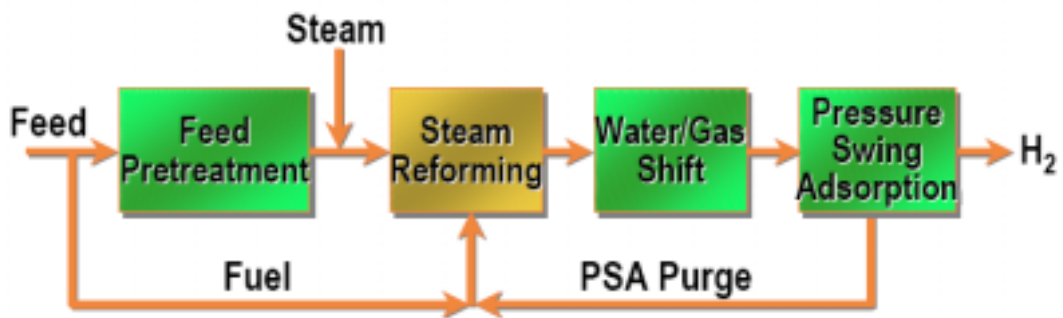 Steam
Feed
Feed
Pretreatment
Steam
Reforming
Water/Gas
Shift
Pressure
Swing
Adsorption
H₂
Fuel
PSA Purge